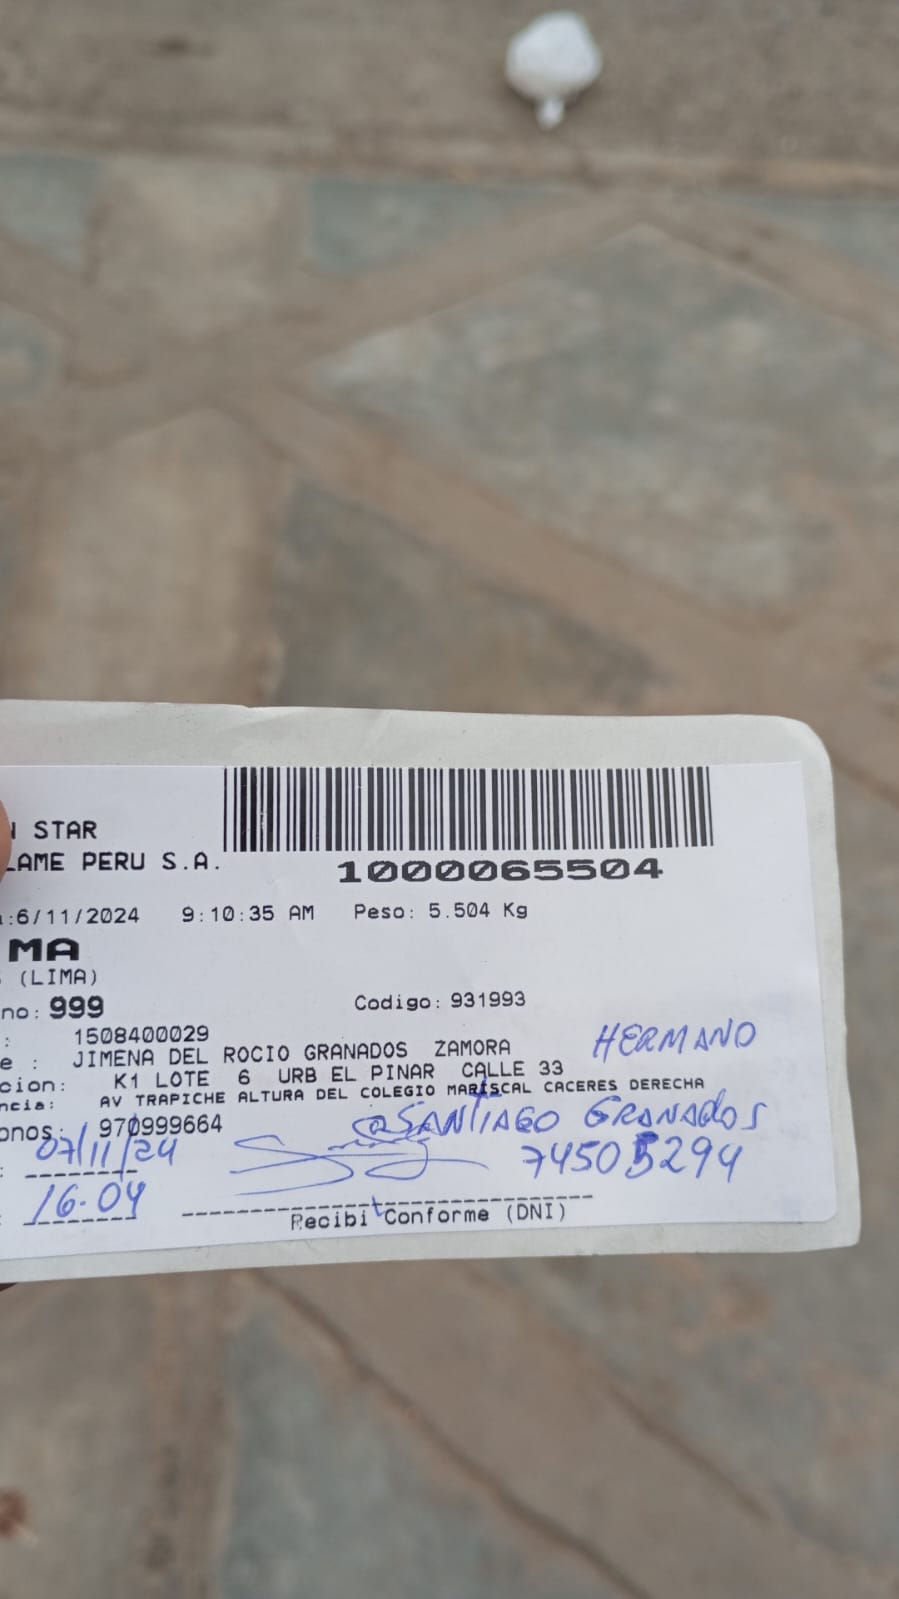 STAR
LAME PERU S.A.
1000065504
:6/11/2024 9:10:35 AM Peso: 5.504 Kg
MA
(LIMA)
no: 999 Codigo: 931993
: 1508400029
e : JIMENA DEL ROCIO GRANADOS ZAMORA HERMANO
cion: K1 LOTE 6 URB EL PINAR CALLE 33
ncia: AV TRAPICHE ALTURA DEL COLEGIO MARISCAL CACERES DERECHA
onos: 970999664 SANTIAGO GRANADOS
: 07/11/24 74505294
: 16.04
Recibi Conforme (DNI)